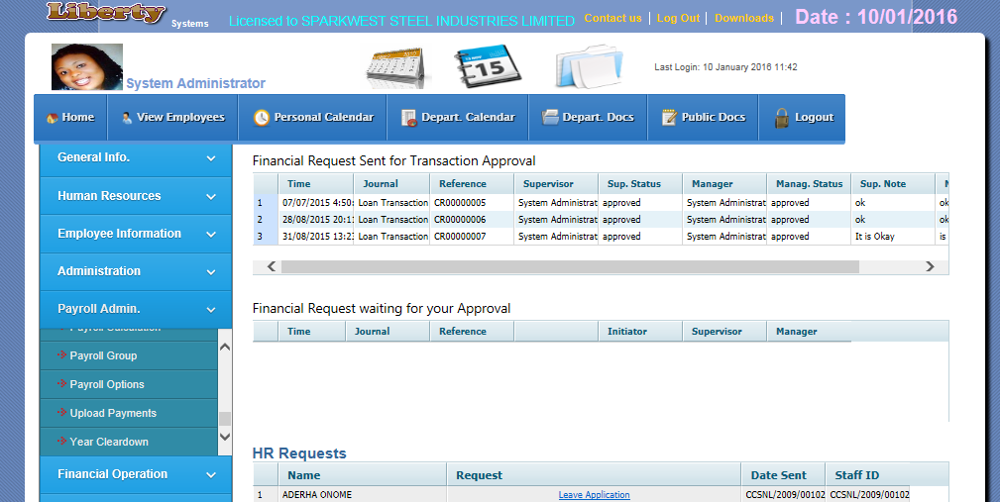 Liberty Systems
Licensed to SPARKWEST STEEL INDUSTRIES LIMITED
Contact us | Log Out | Downloads |
Date : 10/01/2016
System Administrator
15
Last Login: 10 January 2016 11:42
Home
View Employees
Personal Calendar
Depart. Calendar
Depart. Docs
Public Docs
Logout
General Info.
Human Resources
Employee Information
Administration
Payroll Admin.
Payroll Group
Payroll Options
Upload Payments
Year Cleardown
Financial Operation
Financial Request Sent for Transaction Approval
Time Journal Reference Supervisor Sup. Status Manager Manag. Status Sup. Note
1 07/07/2015 4:50: Loan Transaction CR00000005 System Administrat approved System Administrat approved ok ok
2 28/08/2015 20:11 Loan Transaction CR00000006 System Administrat approved System Administrat approved ok ok
3 31/08/2015 13:23 Loan Transaction CR00000007 System Administrat approved System Administrat approved It is Okay is
Financial Request waiting for your Approval
Time Journal Reference Initiator Supervisor Manager
HR Requests
Name Request Date Sent Staff ID
1 ADERHA ONOME Leave Application CCSNL/2009/00102 CCSNL/2009/00102